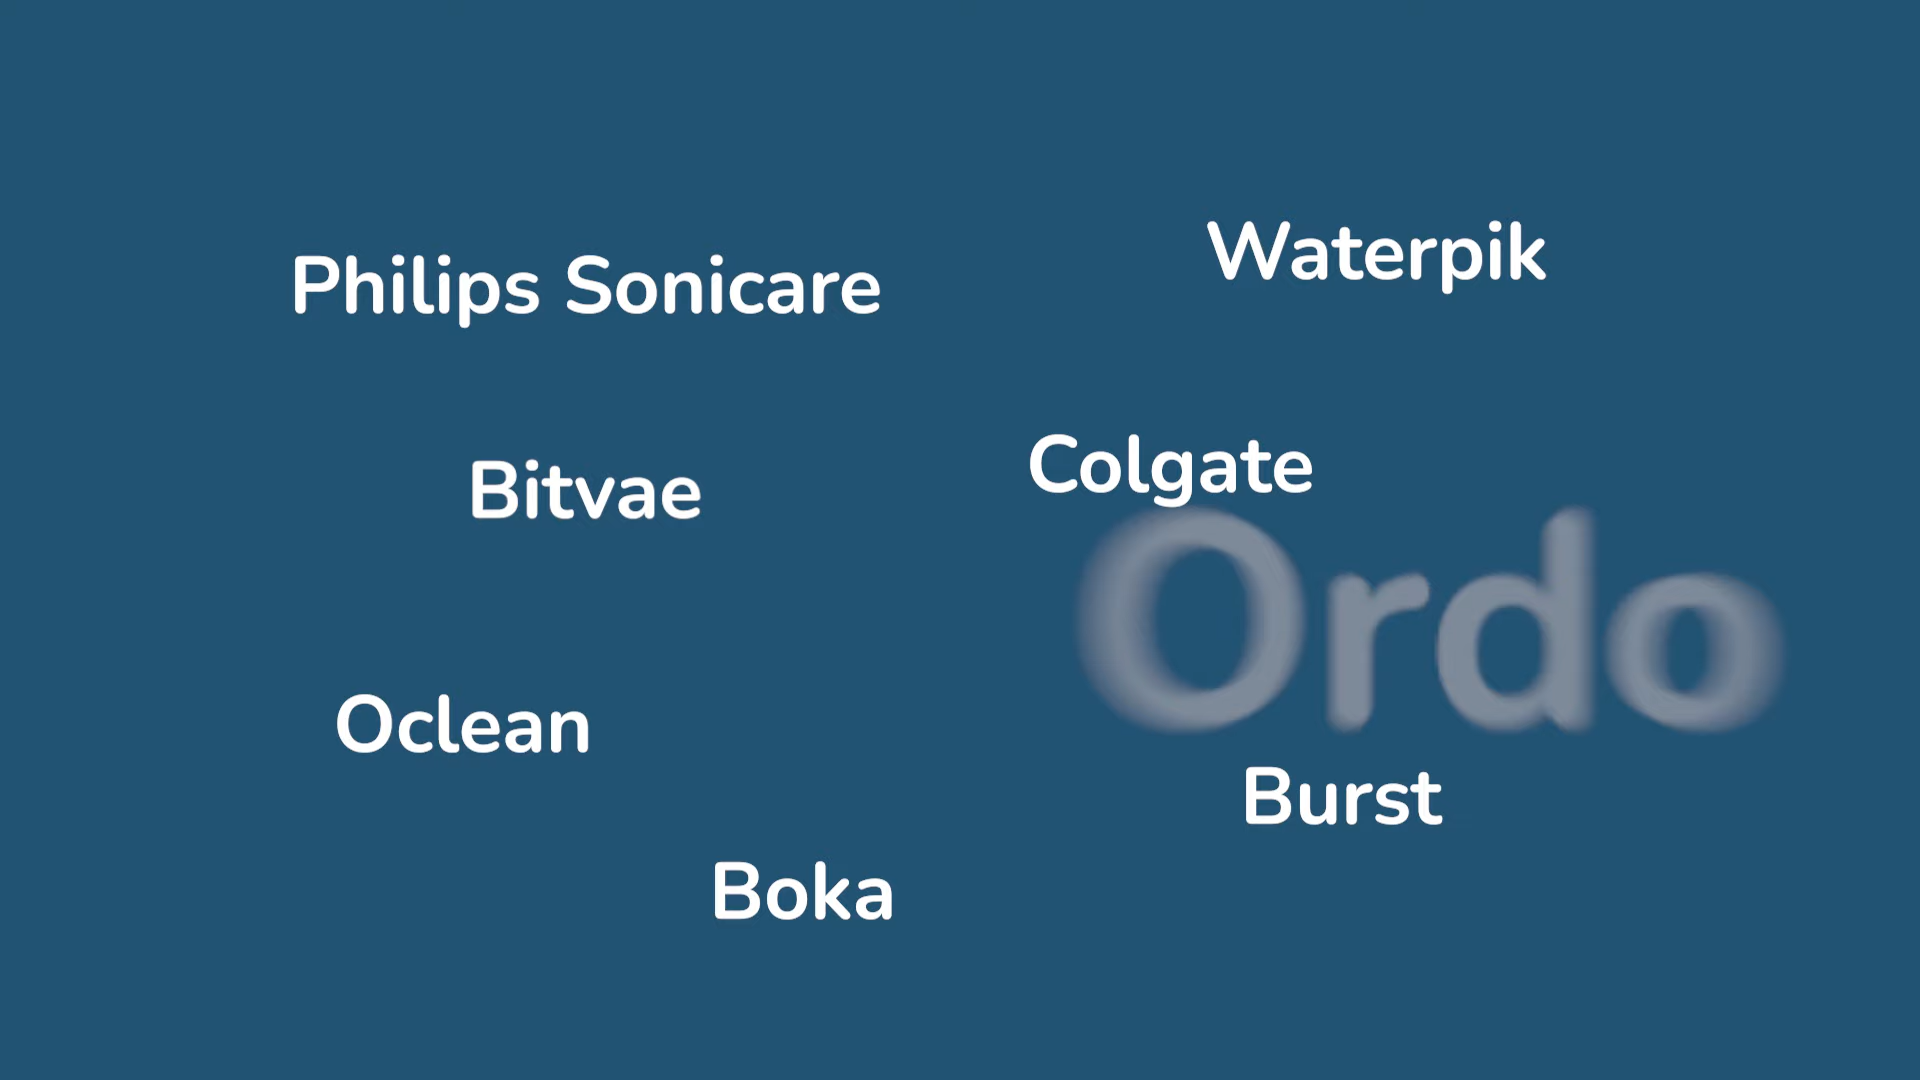 Philips Sonicare
Waterpik
Bitvae
Colgate
Ordo
Oclean
Burst
Boka